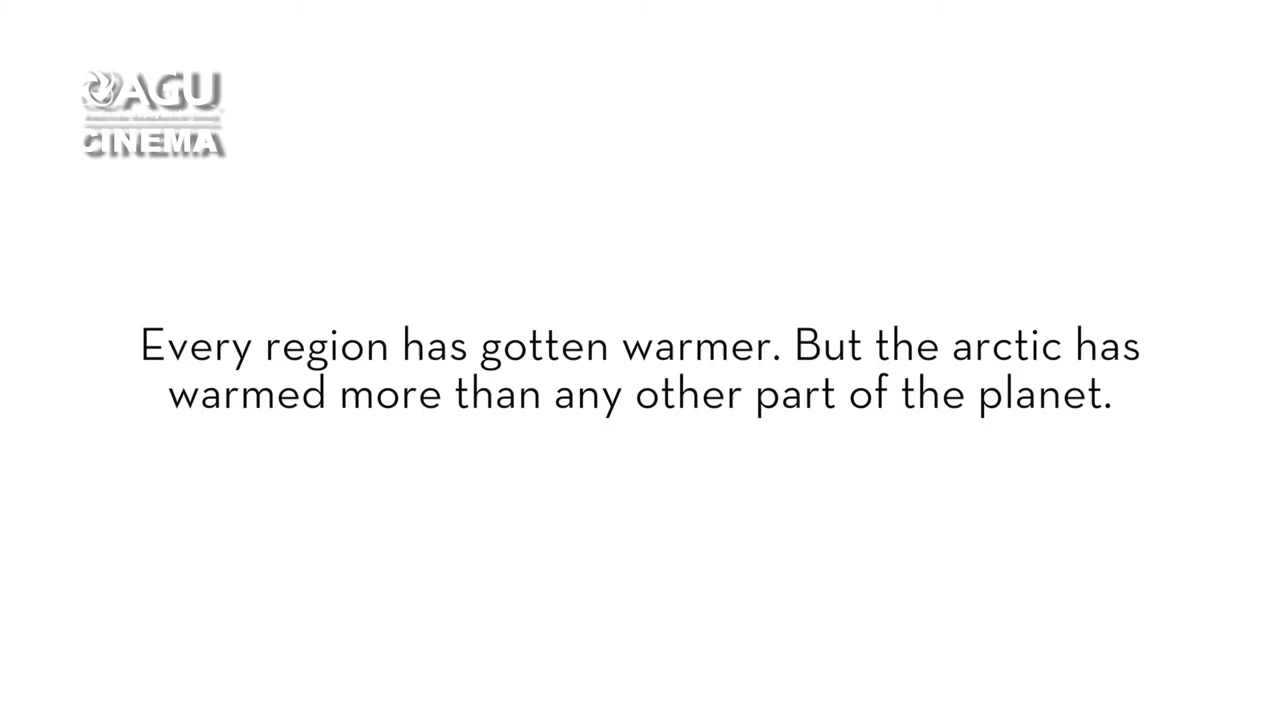 AGU
CINEMA
Every region has gotten warmer. But the arctic has
warmed more than any other part of the planet.